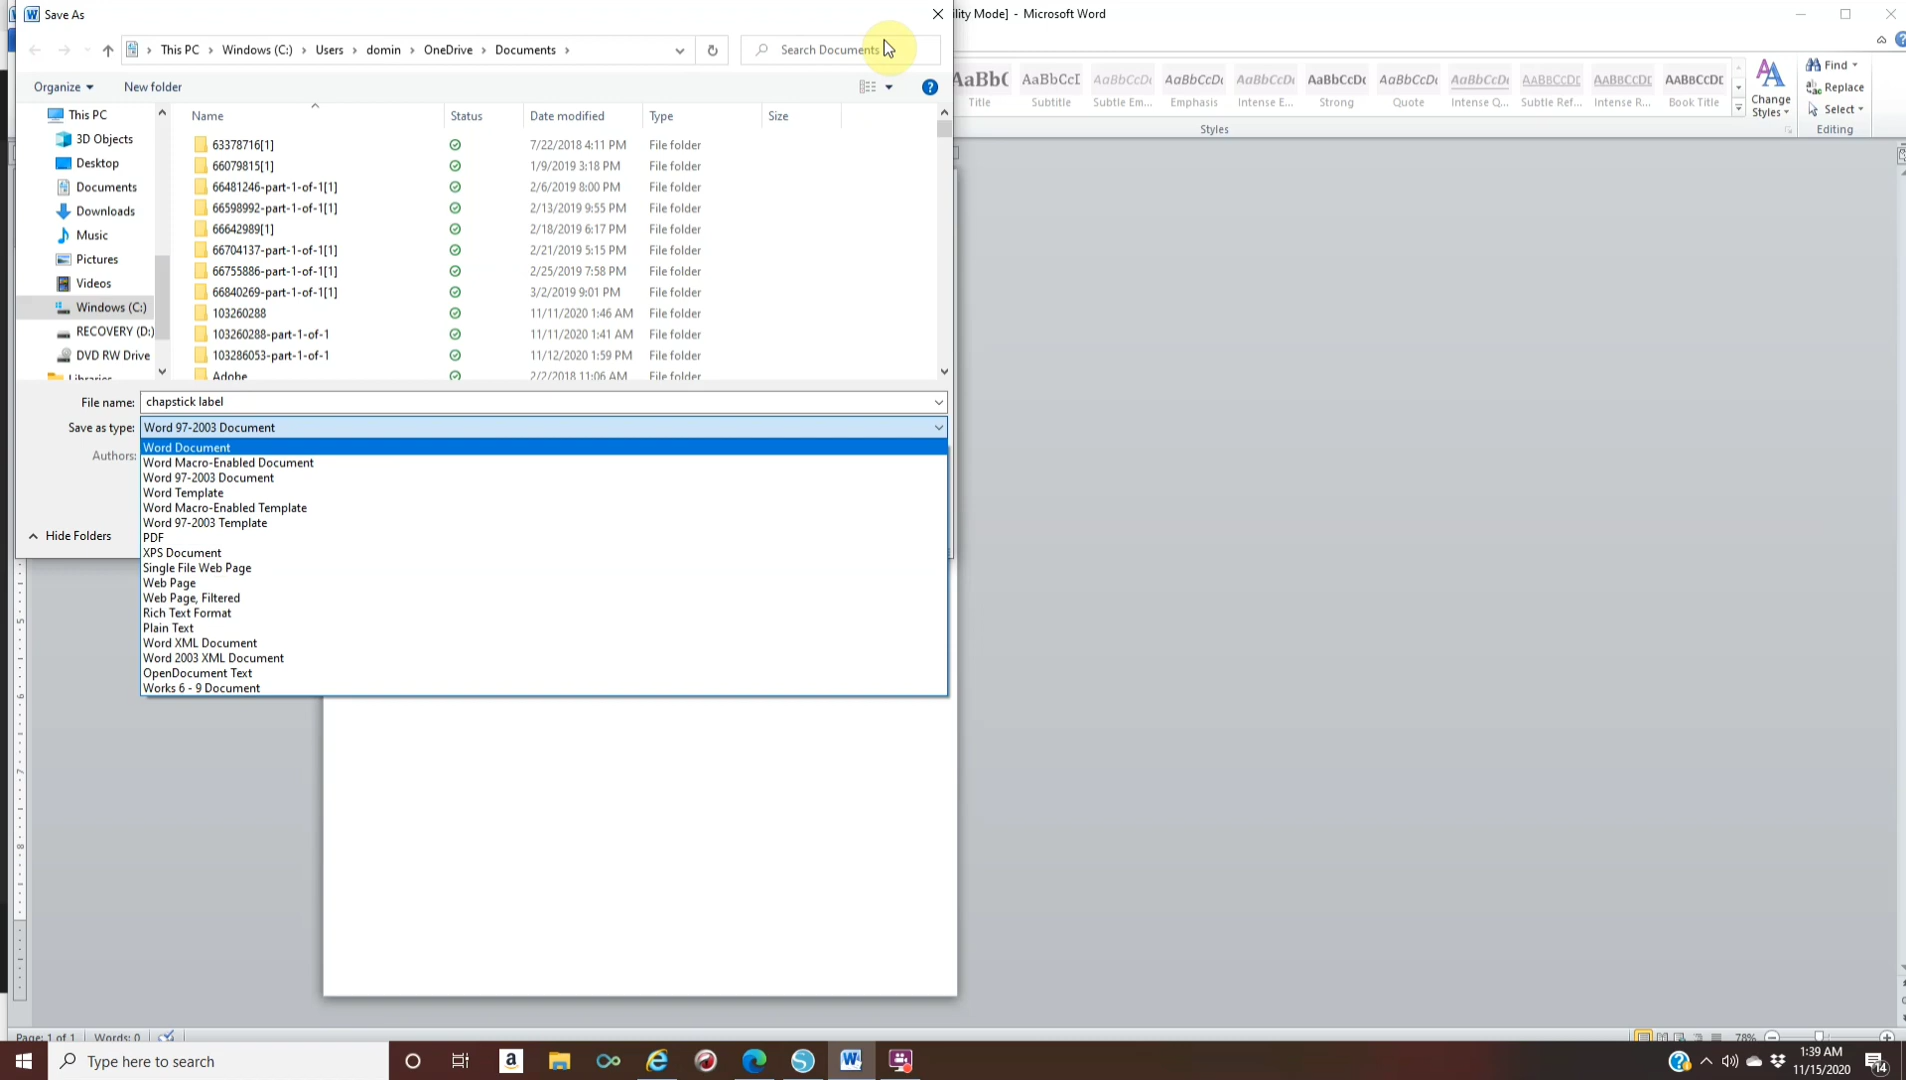 Save As
ility Mode] - Microsoft Word
This PC > Windows (C:) > Users > domin > OneDrive > Documents >
Search Documents
Organize
New folder
Name
Status
Date modified
Type
Size
This PC
3D Objects
Desktop
Documents
Downloads
Music
Pictures
Videos
Windows (C:)
RECOVERY (D:)
DVD RW Drive
Libraries
63378716[1] 7/22/2018 4:11 PM File folder
66079815[1] 1/9/2019 3:18 PM File folder
66481246-part-1-of-1[1] 2/6/2019 8:00 PM File folder
66598992-part-1-of-1[1] 2/13/2019 9:55 PM File folder
66642989[1] 2/18/2019 6:17 PM File folder
66704137-part-1-of-1[1] 2/21/2019 5:15 PM File folder
66755886-part-1-of-1[1] 2/25/2019 7:58 PM File folder
66840269-part-1-of-1[1] 3/2/2019 9:01 PM File folder
103260288 11/11/2020 1:46 AM File folder
103260288-part-1-of-1 11/11/2020 1:41 AM File folder
103286053-part-1-of-1 11/12/2020 1:59 PM File folder
Adobe 2/2/2018 11:06 AM File folder
File name: chapstick label
Save as type: Word 97-2003 Document
Authors:
Word Document
Word Macro-Enabled Document
Word 97-2003 Document
Word Template
Word Macro-Enabled Template
Word 97-2003 Template
PDF
XPS Document
Single File Web Page
Web Page
Web Page, Filtered
Rich Text Format
Plain Text
Word XML Document
Word 2003 XML Document
OpenDocument Text
Works 6 - 9 Document
Hide Folders
AaBbC AaBbCcI AaBbCcDc AaBbCcDc AaBbCcDc AaBbCcDc AaBbCcDc AaBbCcDc AaBbCcDc AaBbCcDc AaBbCcDc
Title Subtitle Subtle Em... Emphasis Intense E... Strong Quote Intense Q... Subtle Ref... Intense R... Book Title
Change
Styles
Find
Replace
Select
Styles
Editing
5
6
7
8
Page: 1 of 1 Words: 0
78%
Type here to search
a
W
1:39 AM
11/15/2020
14